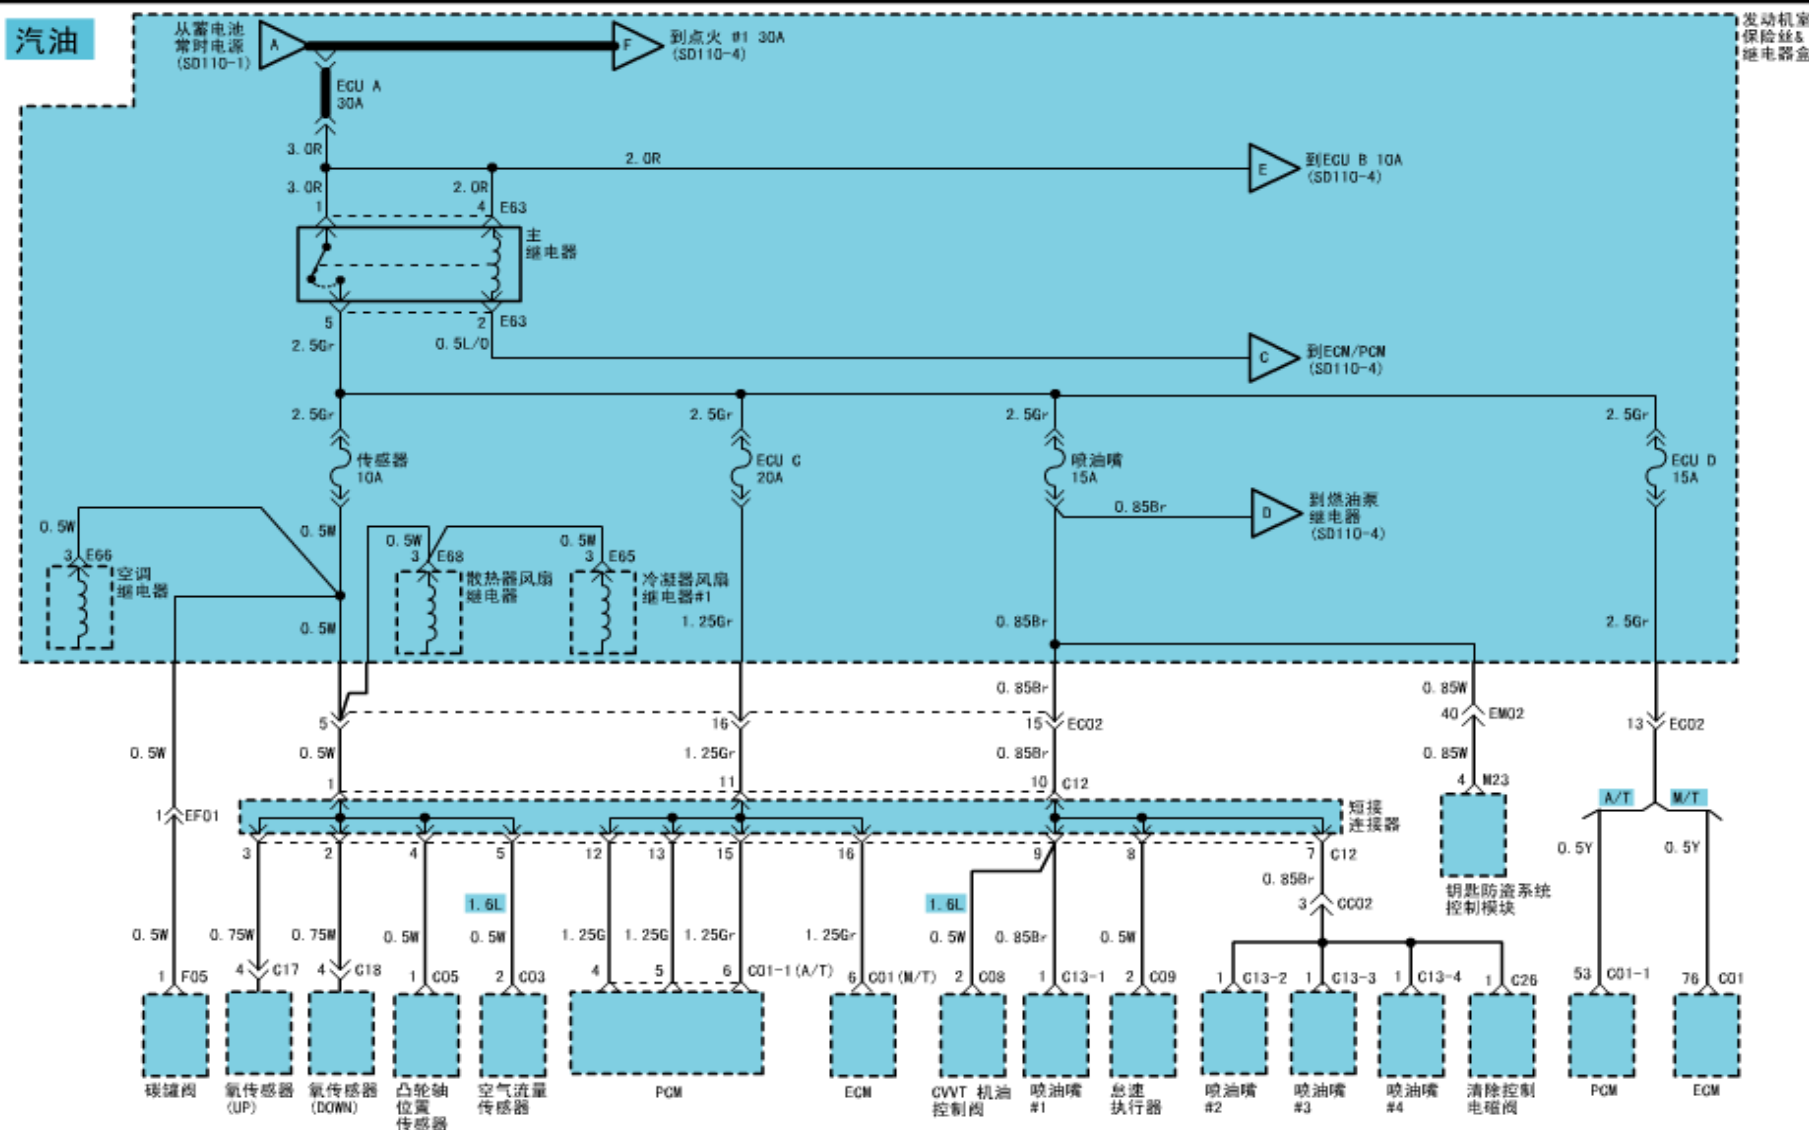 汽油
从蓄电池
常时电源
(SD110-1)
A
F
到点火 #1 30A
(SD110-4)
发动机室
保险丝&
继电器盒
ECU A
30A
3.0R
2.0R
E
到ECU B 10A
(SD110-4)
3.0R
2.0R
1
4
E63
主
继电器
5
2
E63
2.5Gr
0.5L/O
C
到ECM/PCM
(SD110-4)
2.5Gr
2.5Gr
2.5Gr
2.5Gr
传感器
10A
ECU C
20A
喷油嘴
15A
ECU D
15A
0.85Br
D
到燃油泵
继电器
(SD110-4)
0.5W
0.5W
0.5W
0.5W
3
E66
3
E68
3
E65
空调
继电器
散热器风扇
继电器
冷凝器风扇
继电器#1
0.5W
1.25Gr
0.85Br
2.5Gr
0.85Br
0.85W
5
16
15
EC02
40
EM02
13
EC02
0.5W
0.5W
1.25Gr
0.85Br
0.85W
1
11
10
C12
4
M23
A/T
M/T
1
EF01
短接
连接器
3
2
4
5
12
13
15
16
9
8
7
C12
0.5Y
0.5Y
0.85Br
钥匙防盗系统
控制模块
1.6L
1.6L
3
CC02
0.5W
0.75W
0.75W
0.5W
0.5W
1.25G
1.25G
1.25Gr
1.25Gr
0.5W
0.85Br
0.5W
1
F05
4
C17
4
C18
1
C05
2
C03
4
5
6
C01-1(A/T)
6
C01(M/T)
2
C08
1
C13-1
2
C09
1
C13-2
1
C13-3
1
C13-4
1
C26
53
C01-1
76
C01
碳罐阀
氧传感器
(UP)
氧传感器
(DOWN)
凸轮轴
位置
传感器
空气流量
传感器
PCM
ECM
CVVT 机油
控制阀
喷油嘴
#1
怠速
执行器
喷油嘴
#2
喷油嘴
#3
喷油嘴
#4
清除控制
电磁阀
PCM
ECM